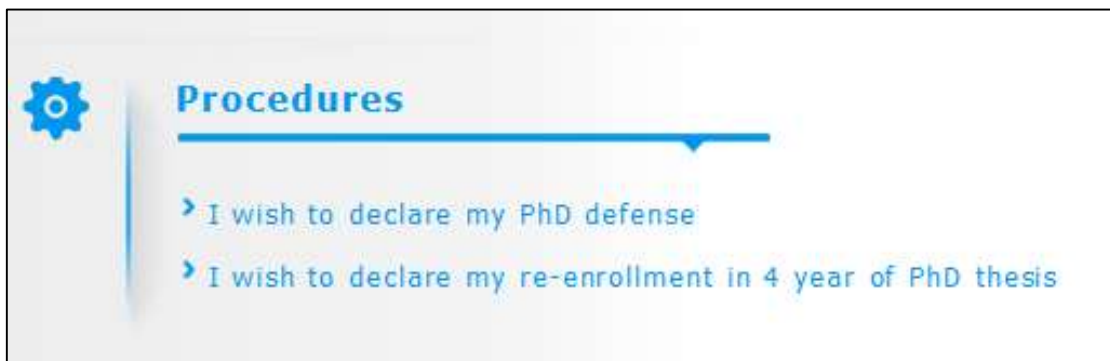 Procedures
I wish to declare my PhD defense
I wish to declare my re-enrollment in 4 year of PhD thesis